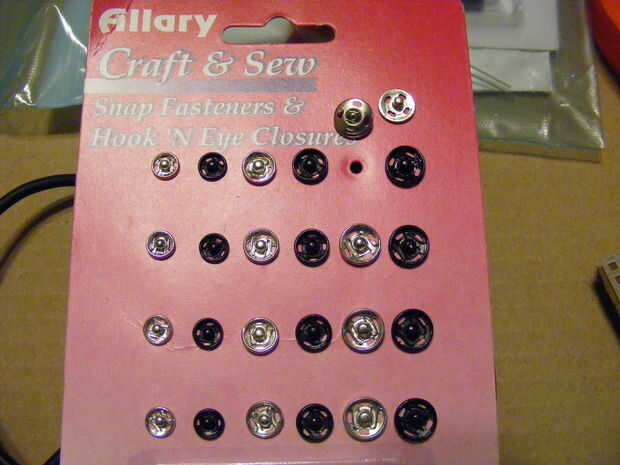 Allary
Craft & Sew
Snap Fasteners &
Hook 'N Eye Closures